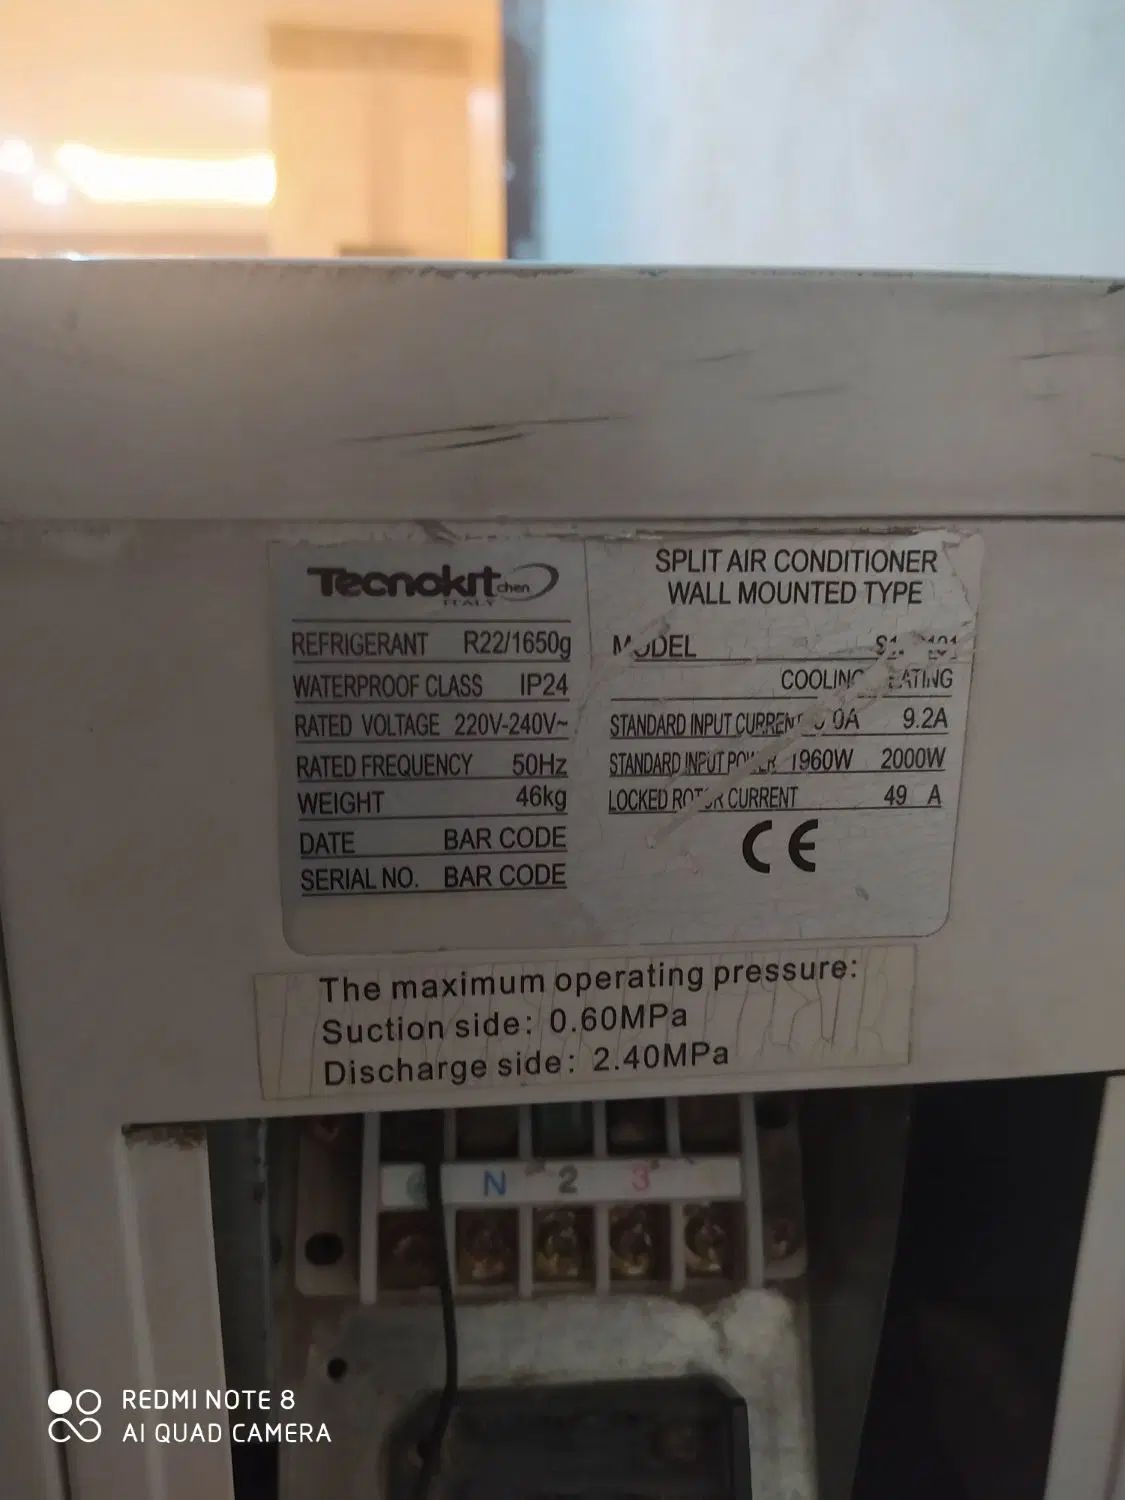 Tecnokit chen
ITALY
REFRIGERANT R22/1650g
WATERPROOF CLASS IP24
RATED VOLTAGE 220V-240V~
RATED FREQUENCY 50Hz
WEIGHT 46kg
DATE BAR CODE
SERIAL NO. BAR CODE
SPLIT AIR CONDITIONER
WALL MOUNTED TYPE
MODEL
COOLING HEATING
STANDARD INPUT CURRENT 9.2A
STANDARD INPUT POWER 1960W 2000W
LOCKED ROTOR CURRENT 49 A
CE
The maximum operating pressure:
Suction side: 0.60MPa
Discharge side: 2.40MPa
N 2 3
REDMI NOTE 8
AI QUAD CAMERA